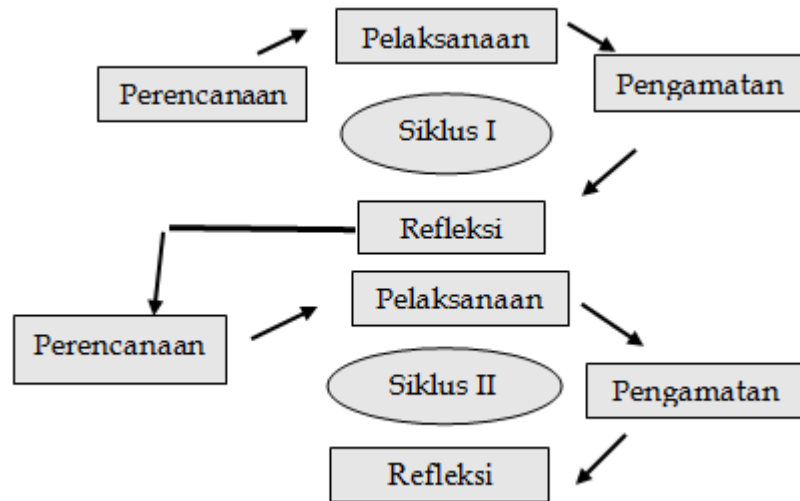 Pelaksanaan
Perencanaan
Pengamatan
Siklus I
Refleksi
Pelaksanaan
Perencanaan
Siklus II
Pengamatan
Refleksi